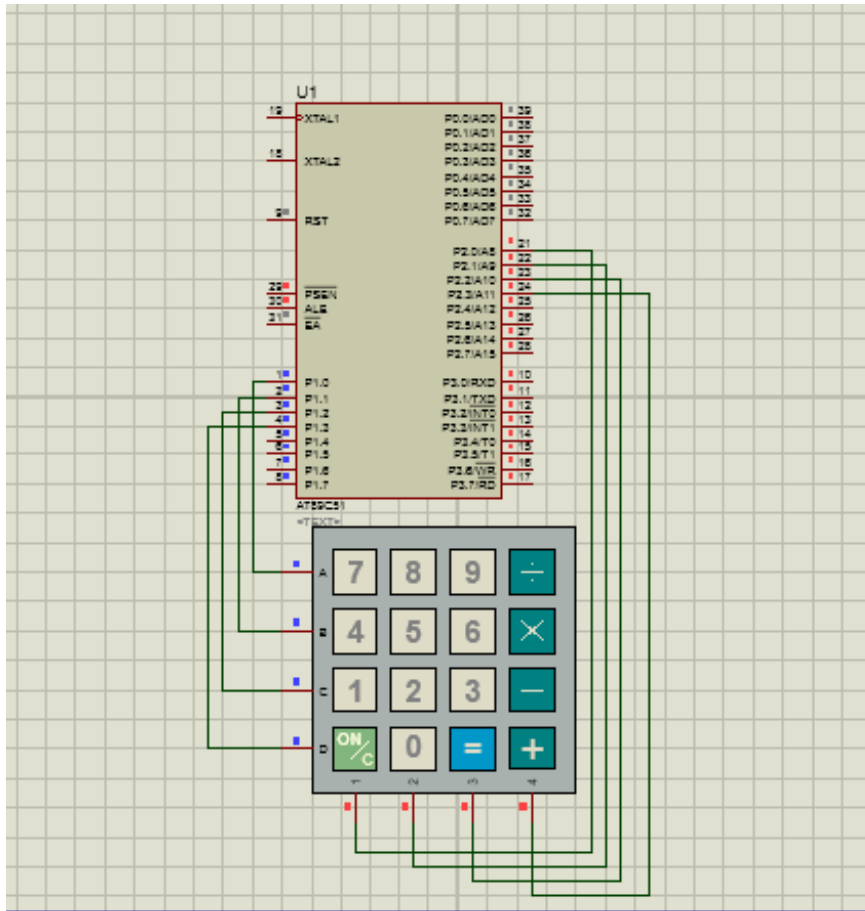 U1
19 XTAL1
18 XTAL2
9 RST
29 PSEN
30 ALE
31 EA
1 P1.0
2 P1.1
3 P1.2
4 P1.3
5 P1.4
6 P1.5
7 P1.6
8 P1.7
P0.0/AD0 39
P0.1/AD1 38
P0.2/AD2 37
P0.3/AD3 36
P0.4/AD4 35
P0.5/AD5 34
P0.6/AD6 33
P0.7/AD7 32
P2.0/A8 21
P2.1/A9 22
P2.2/A10 23
P2.3/A11 24
P2.4/A12 25
P2.5/A13 26
P2.6/A14 27
P2.7/A15 28
P3.0/RXD 10
P3.1/TXD 11
P3.2/INT0 12
P3.3/INT1 13
P3.4/T0 14
P3.5/T1 15
P3.6/WR 16
P3.7/RD 17
AT89C51
<TEXT>
A 7 8 9 ÷
B 4 5 6 ×
C 1 2 3 −
D ON/C 0 = +
1 2 3 4